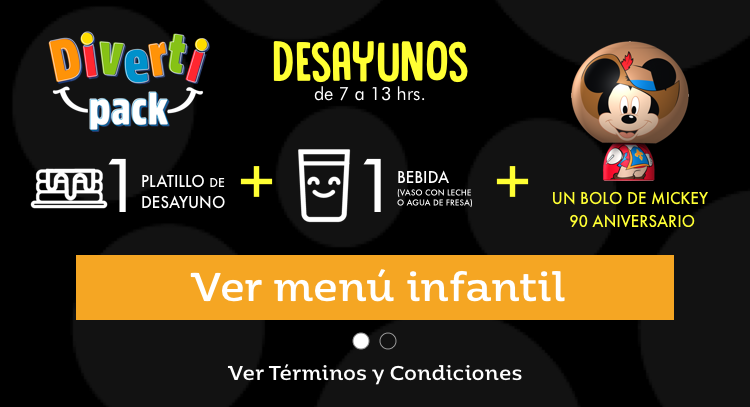 Diverti
pack
DESAYUNOS
de 7 a 13 hrs.
1 PLATILLO DE
DESAYUNO
+
1 BEBIDA
(VASO CON LECHE
O AGUA DE FRESA)
+
UN BOLO DE MICKEY
90 ANIVERSARIO
Ver menú infantil
Ver Términos y Condiciones